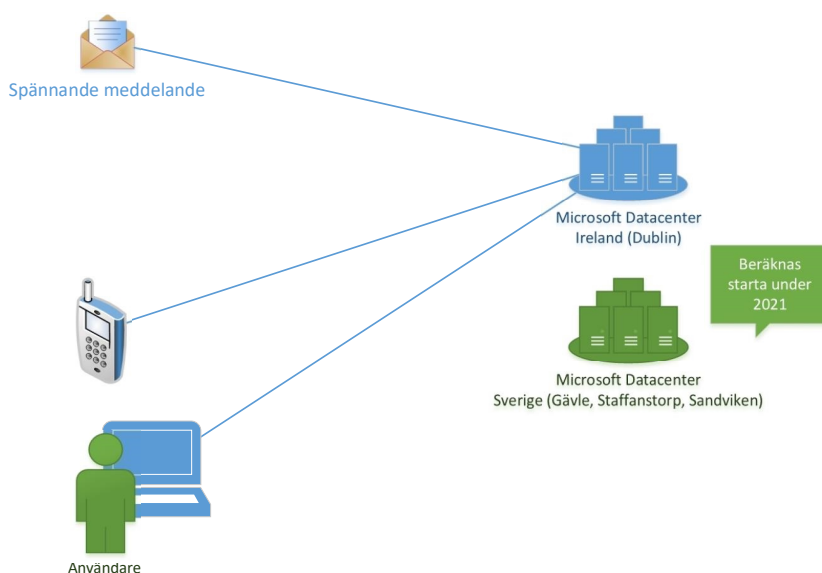 Spännande meddelande
Microsoft Datacenter
Ireland (Dublin)
Beräknas
starta under
2021
Microsoft Datacenter
Sverige (Gävle, Staffanstorp, Sandviken)
Användare